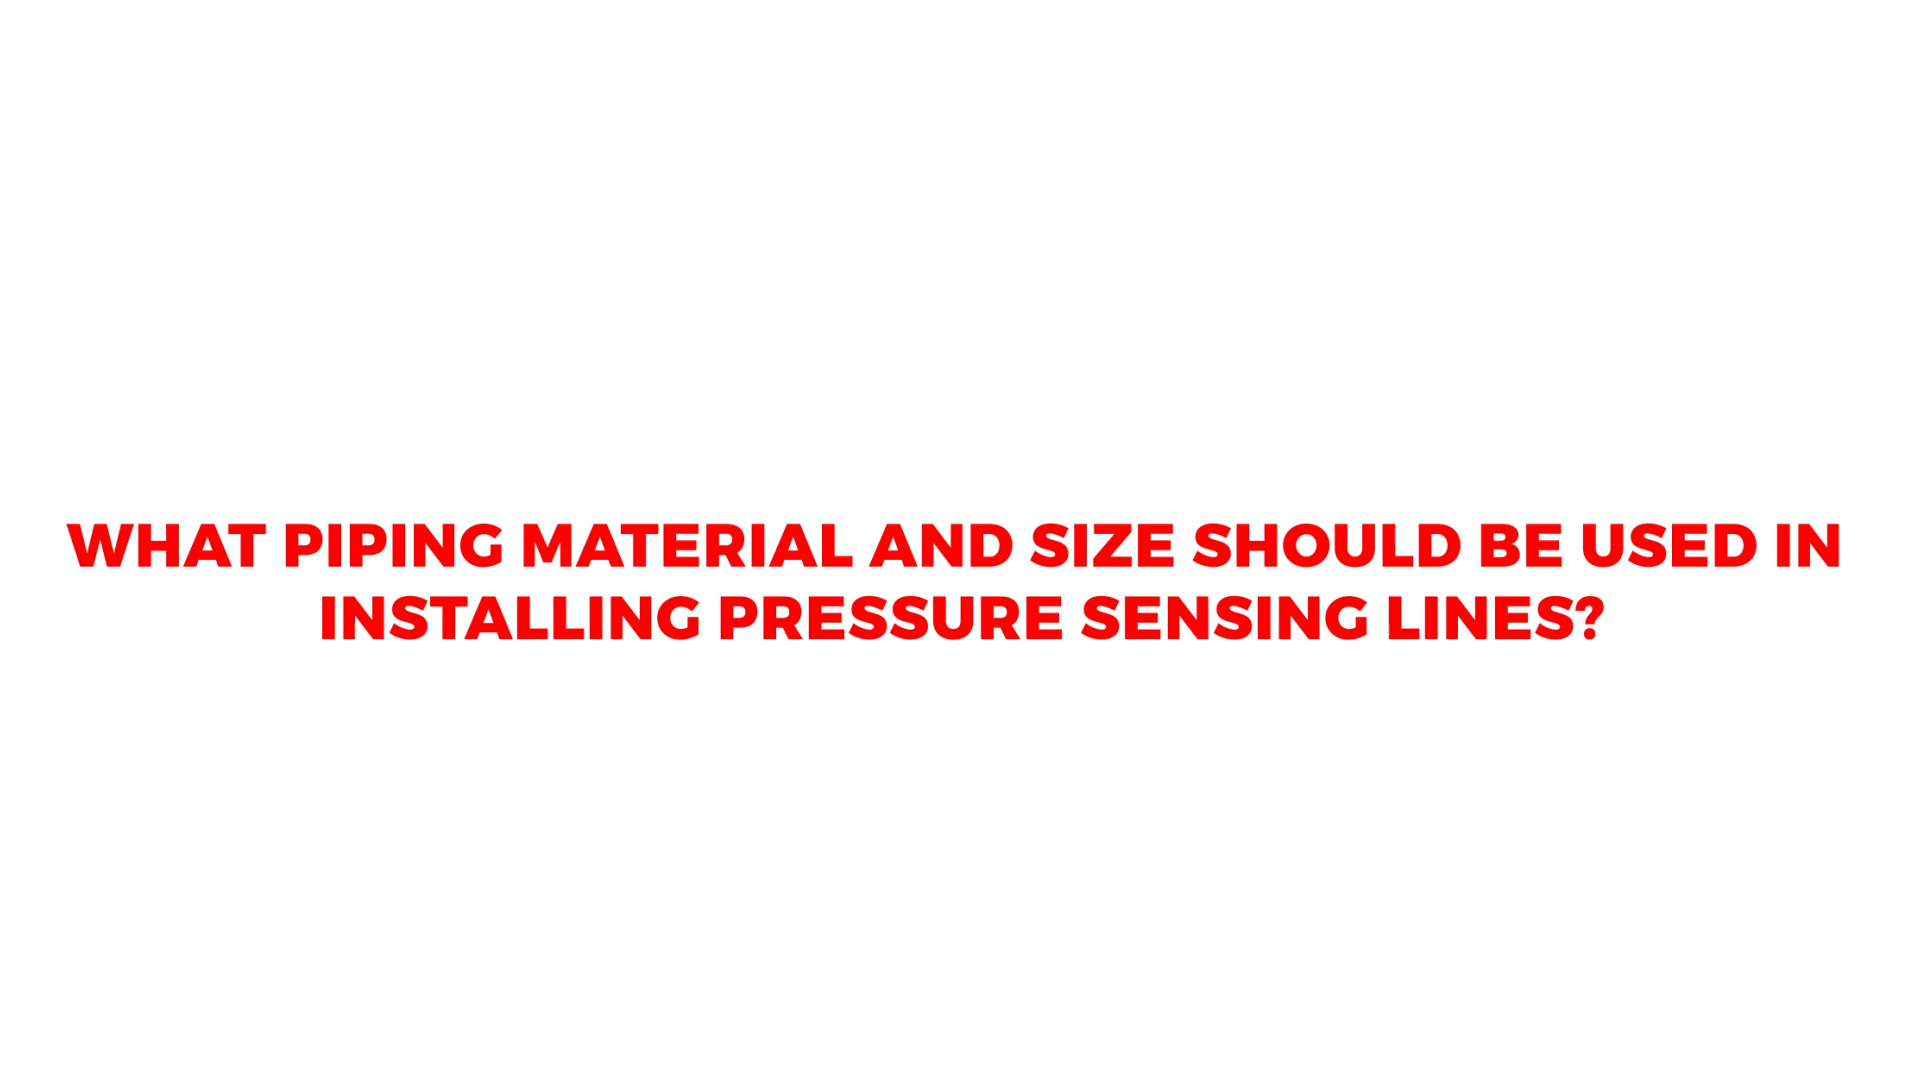 WHAT PIPING MATERIAL AND SIZE SHOULD BE USED IN
INSTALLING PRESSURE SENSING LINES?